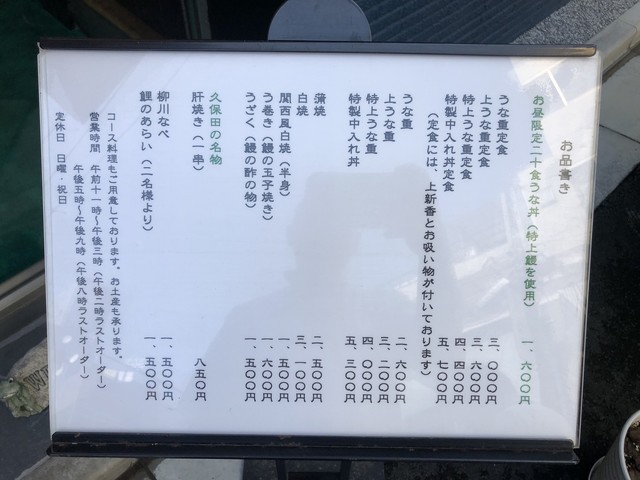 お品書き
お昼限定二十食うな丼(特上鰻を使用) 一、六〇〇円
うな重定食 三、〇〇〇円
上うな重定食 三、六〇〇円
特上うな重定食 四、四〇〇円
特製中入れ丼定食 五、七〇〇円
(定食には、上新香とお吸い物が付いております)
うな重 二、六〇〇円
上うな重 三、二〇〇円
特上うな重 四、〇〇〇円
特製中入れ丼 五、三〇〇円
蒲焼 二、五〇〇円
白焼 三、一〇〇円
関西風白焼(半身) 一、五〇〇円
う巻き(鰻の玉子焼き) 一、六〇〇円
うざく(鰻の酢の物) 一、五〇〇円
久保田の名物
肝焼き(一串) 八五〇円
柳川なべ 一、五〇〇円
鯉のあらい(二名様より) 一、五〇〇円
コース料理もご用意しております。お土産も承ります。
営業時間 午前十一時～午後三時(午後二時ラストオーダー)
午後五時～午後九時(午後八時ラストオーダー)
定休日 日曜・祝日